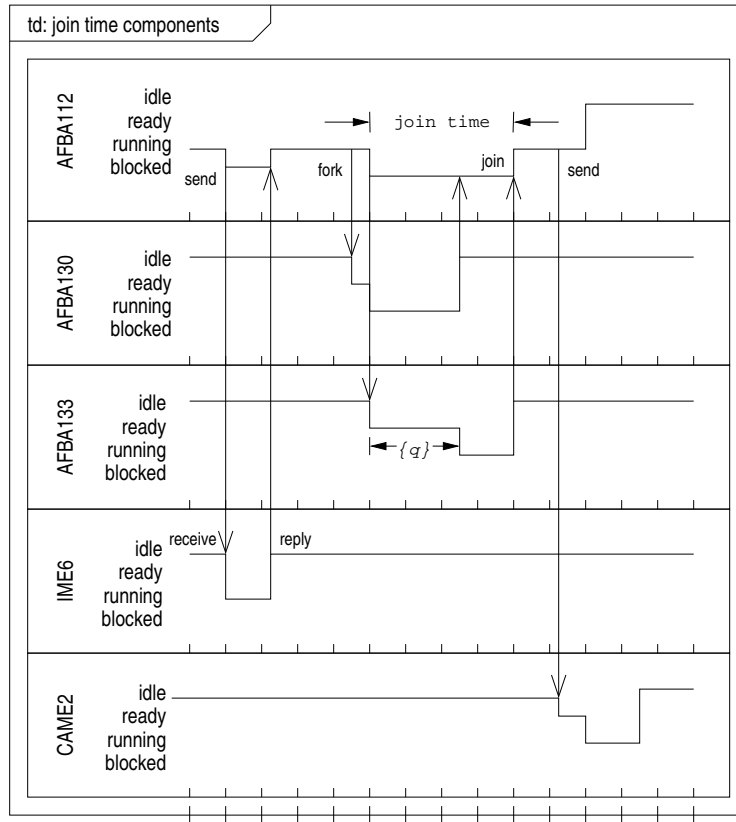 td: join time components
AFBA112
idle
ready
running
blocked
join time
send
fork
join
send
AFBA130
idle
ready
running
blocked
AFBA133
idle
ready
running
blocked
{q}
IME6
idle
ready
running
blocked
receive
reply
CAME2
idle
ready
running
blocked